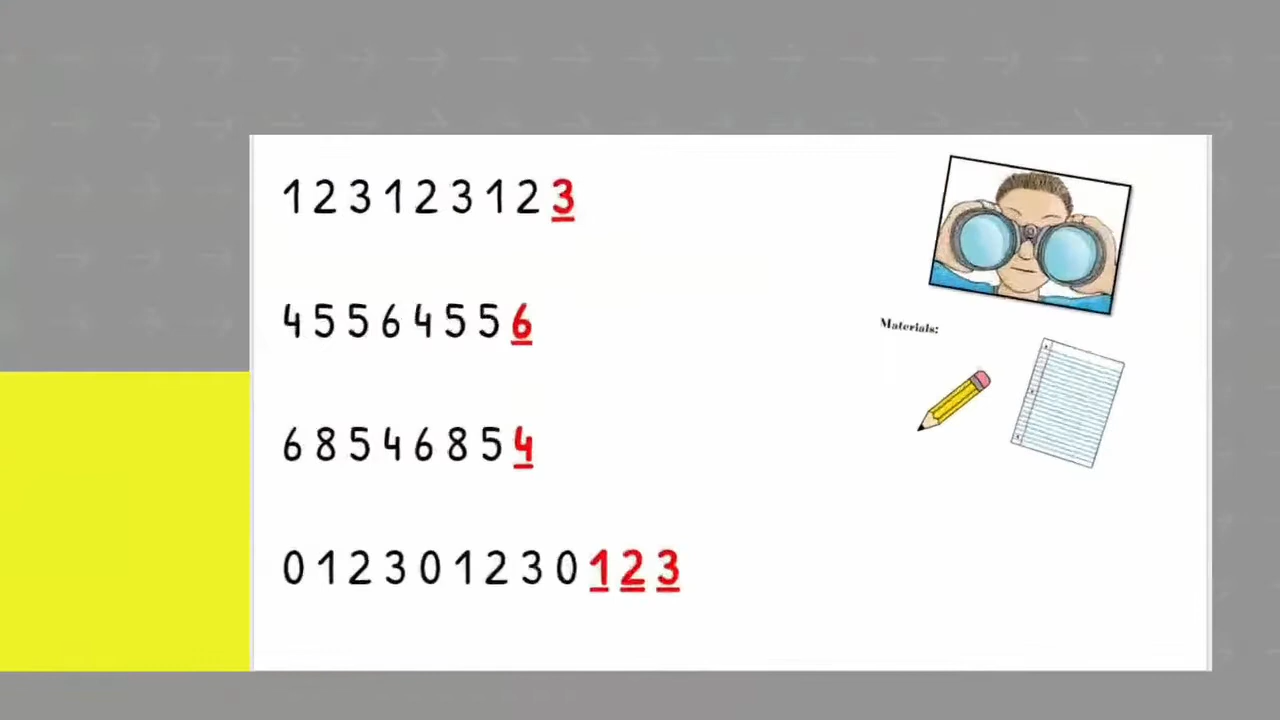 1 2 3 1 2 3 1 2 3
Materials:
4 5 5 6 4 5 5 6
6 8 5 4 6 8 5 4
0 1 2 3 0 1 2 3 0 1 2 3